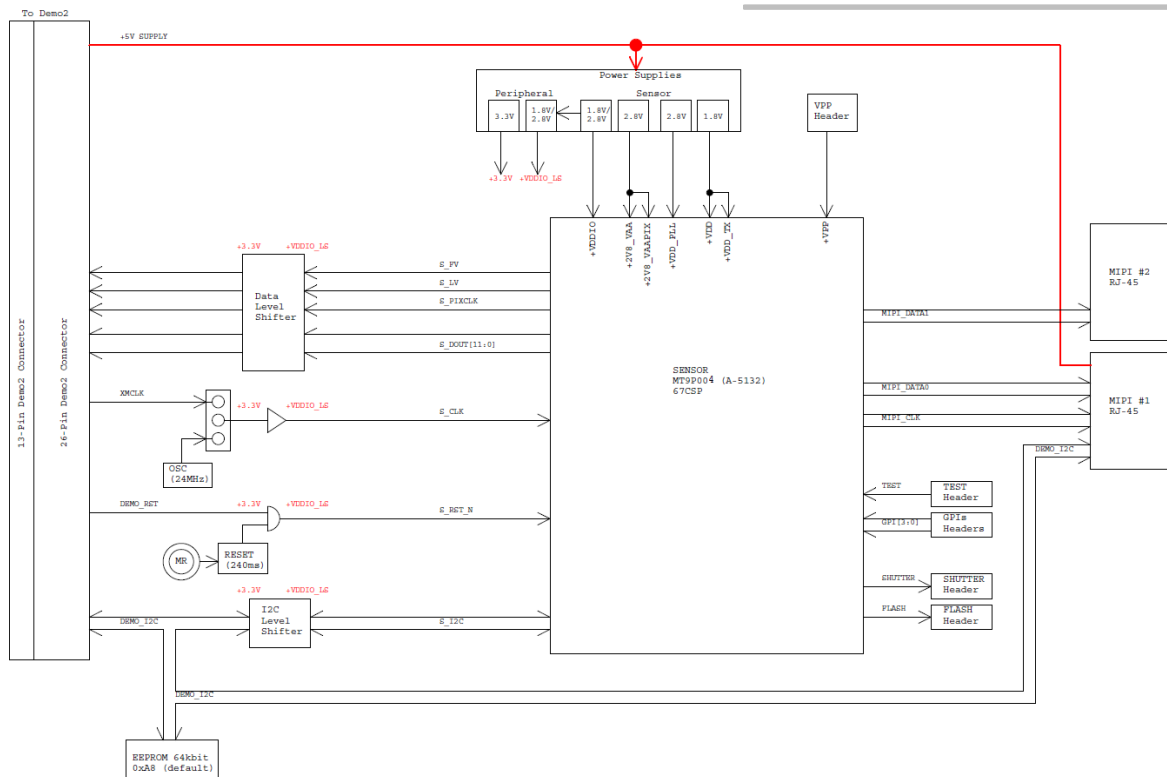 To Demo2
+5V SUPPLY
Power Supplies
Peripheral
Sensor
3.3V
1.8V/
2.8V
1.8V/
2.8V
2.8V
2.8V
1.8V
VPP
Header
+3.3V
+VDDIO_LS
+VDDIO
+2V8_VAA
+2V8_VAAPIX
+VDD_PLL
+VDD
+VDD_TX
+VPP
+3.3V
+VDDIO_LS
Data
Level
Shifter
S_FV
S_LV
S_PIXCLK
S_DOUT[11:0]
MIPI #2
RJ-45
MIPI_DATA1
13-Pin Demo2 Connector
26-Pin Demo2 Connector
SENSOR
MT9P004 (A-5132)
67CSP
MIPI_DATA0
MIPI_CLK
MIPI #1
RJ-45
XMCLK
+3.3V
+VDDIO_LS
S_CLK
OSC
(24MHz)
DEMO_I2C
DEMO_RST
+3.3V
+VDDIO_LS
S_RST_N
MR
RESET
(240ms)
TEST
TEST
Header
GPI[3:0]
GPIs
Headers
SHUTTER
SHUTTER
Header
FLASH
FLASH
Header
+3.3V
+VDDIO_LS
I2C
Level
Shifter
DEMO_I2C
S_I2C
DEMO_I2C
EEPROM 64kbit
0xA8 (default)